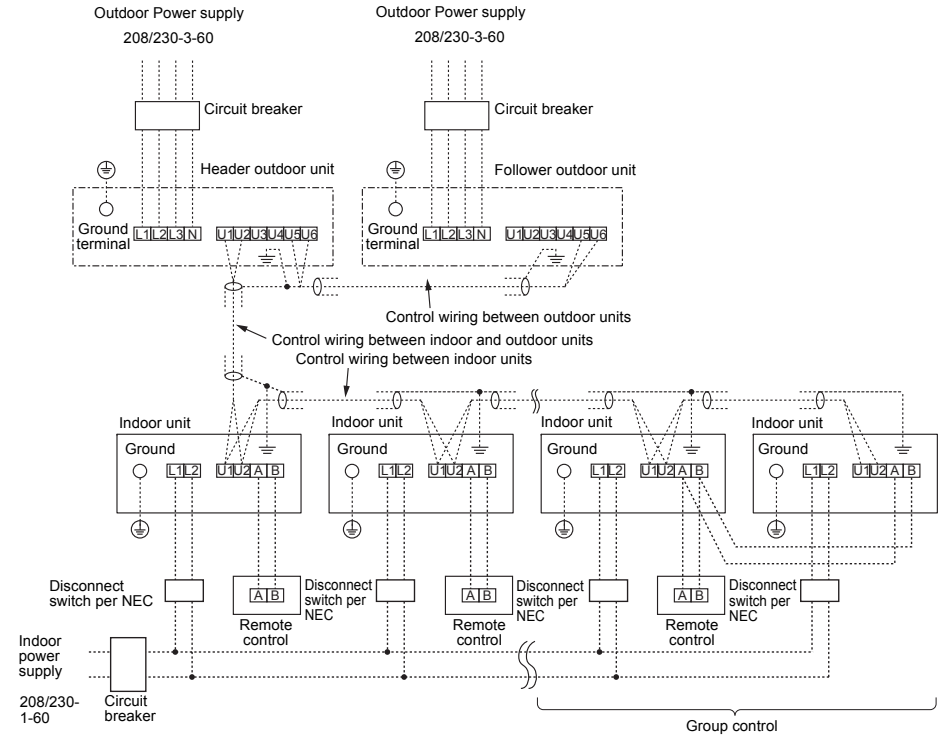 Outdoor Power supply
208/230-3-60
Outdoor Power supply
208/230-3-60
Circuit breaker
Circuit breaker
Header outdoor unit
Follower outdoor unit
Ground
terminal
L1 L2 L3 N
U1 U2 U3 U4 U5 U6
Ground
terminal
L1 L2 L3 N
U1 U2 U3 U4 U5 U6
Control wiring between outdoor units
Control wiring between indoor and outdoor units
Control wiring between indoor units
Indoor unit
Indoor unit
Indoor unit
Indoor unit
Ground
Ground
Ground
Ground
L1 L2
U1 U2 A B
L1 L2
U1 U2 A B
L1 L2
U1 U2 A B
L1 L2
U1 U2 A B
Disconnect
switch per NEC
A B
Remote
control
Disconnect
switch per
NEC
A B
Remote
control
Disconnect
switch per
NEC
A B
Remote
control
Disconnect
switch per
NEC
Indoor
power
supply
208/230-
1-60
Circuit
breaker
Group control